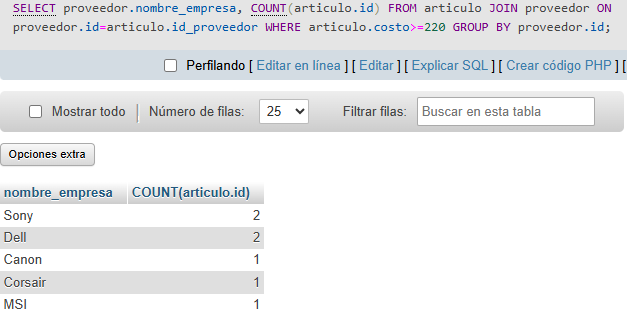 SELECT proveedor.nombre_empresa, COUNT(articulo.id) FROM articulo JOIN proveedor ON
proveedor.id=articulo.id_proveedor WHERE articulo.costo>=220 GROUP BY proveedor.id;
Perfilando [ Editar en línea ] [ Editar ] [ Explicar SQL ] [ Crear código PHP ] [
Mostrar todo | Número de filas: 25 Filtrar filas: Buscar en esta tabla
Opciones extra
nombre_empresa COUNT(articulo.id)
Sony 2
Dell 2
Canon 1
Corsair 1
MSI 1